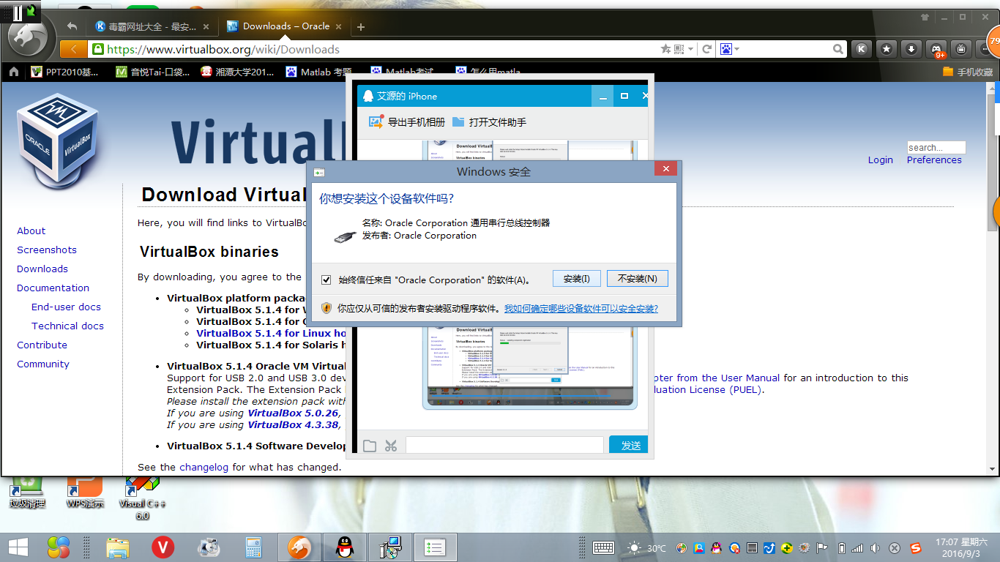 毒霸网址大全 - 最安...
Downloads – Oracle
79
https://www.virtualbox.org/wiki/Downloads
9+
PPT2010基...
音悦Tai-口袋...
湘潭大学201...
Matlab 考题
Matlab考试
怎么用matla
手机收藏
艾源的 iPhone
导出手机相册
打开文件助手
ORACLE
VM
VirtualBox
Virtual
search...
Login
Preferences
Windows 安全
你想安装这个设备软件吗?
名称: Oracle Corporation 通用串行总线控制器
发布者: Oracle Corporation
始终信任来自 "Oracle Corporation" 的软件(A)。
安装(I)
不安装(N)
你应仅从可信的发布者安装驱动程序软件。
我如何确定哪些设备软件可以安全安装?
Download Virtual
Here, you will find links to VirtualBo
About
Screenshots
Downloads
Documentation
End-user docs
Technical docs
Contribute
Community
VirtualBox binaries
By downloading, you agree to the
VirtualBox platform packa
VirtualBox 5.1.4 for
VirtualBox 5.1.4 for
VirtualBox 5.1.4 for Linux ho
VirtualBox 5.1.4 for Solaris h
VirtualBox 5.1.4 Oracle VM Virtual
Support for USB 2.0 and USB 3.0 dev
pter from the User Manual for an introduction to this
Extension Pack. The Extension Pack
luation License (PUEL).
Please install the extension pack with
If you are using VirtualBox 5.0.26,
If you are using VirtualBox 4.3.38,
VirtualBox 5.1.4 Software Develop
See the changelog for what has changed.
Download Virtual
VirtualBox binaries
发送
垃圾清理
WPS演示
Visual C++
6.0
30℃
17:07 星期六
2016/9/3